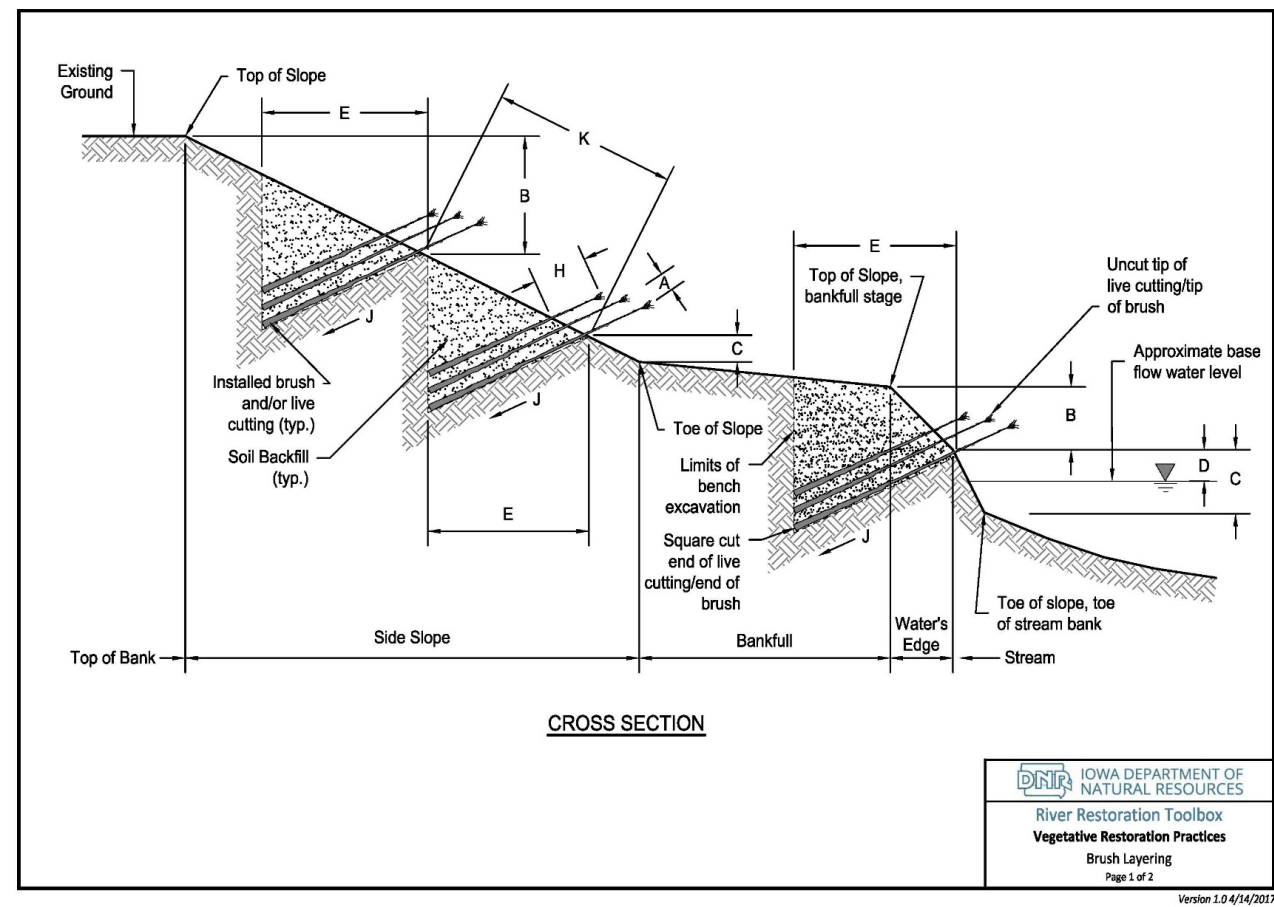 Existing
Ground
Top of Slope
E
K
B
H
A
C
J
Installed brush
and/or live
cutting (typ.)
Soil Backfill
(typ.)
J
E
Toe of Slope
E
Top of Slope,
bankfull stage
Uncut tip of
live cutting/tip
of brush
Approximate base
flow water level
B
D
C
Limits of
bench
excavation
J
Square cut
end of live
cutting/end of
brush
Toe of slope, toe
of stream bank
Top of Bank
Side Slope
Bankfull
Water's
Edge
Stream
CROSS SECTION
DNR
IOWA DEPARTMENT OF
NATURAL RESOURCES
River Restoration Toolbox
Vegetative Restoration Practices
Brush Layering
Page 1 of 2
Version 1.0 4/14/2017